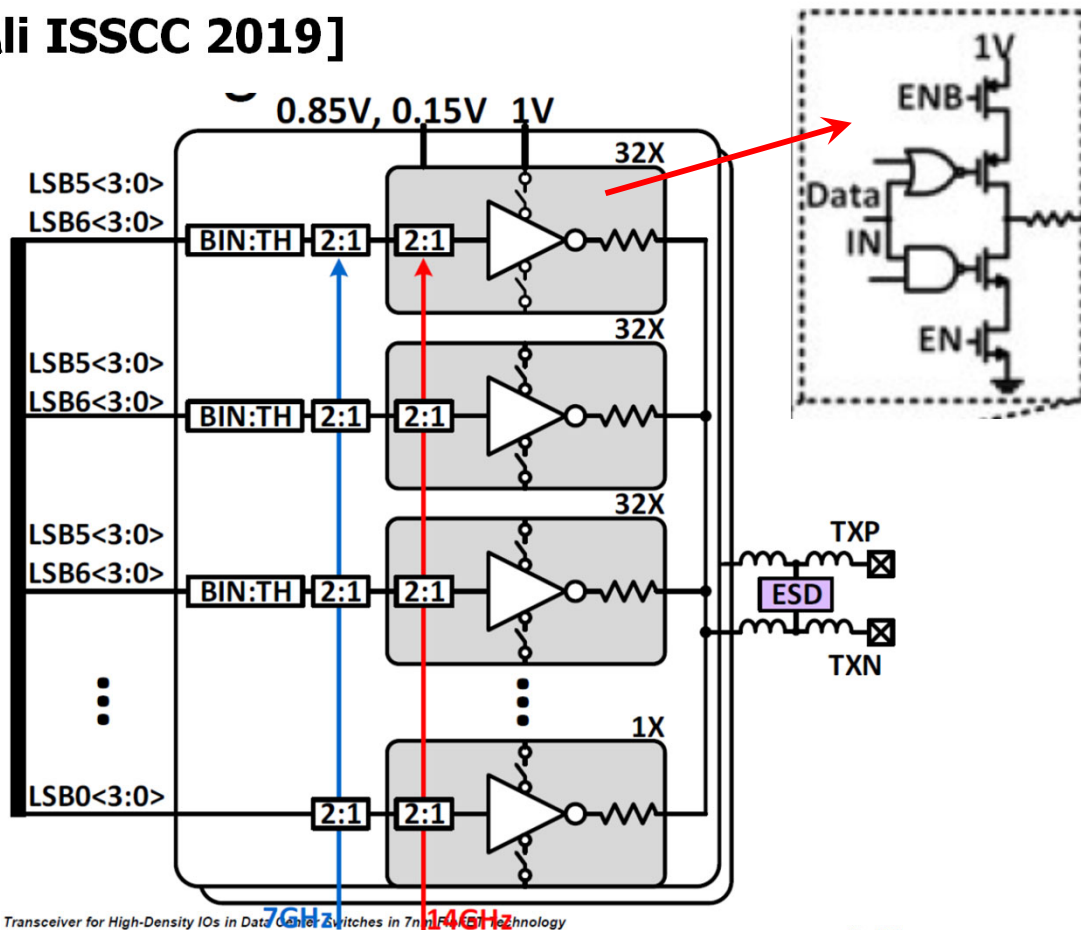 li ISSCC 2019]
0.85V, 0.15V 1V
32X
LSB5<3:0>
LSB6<3:0>
BIN:TH
2:1
2:1
32X
LSB5<3:0>
LSB6<3:0>
BIN:TH
2:1
2:1
32X
LSB5<3:0>
LSB6<3:0>
BIN:TH
2:1
2:1
1X
LSB0<3:0>
2:1
2:1
1V
ENB
Data
IN
EN
TXP
ESD
TXN
7GHz
14GHz
Transceiver for High-Density IOs in Data Center Switches in 7nm FinFET Technology